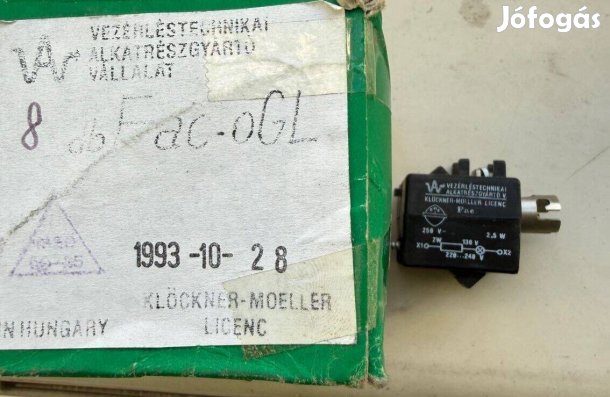 Jófogás
VEZÉRLÉSTECHNIKAI
ALKATRÉSZGYÁRTÓ
VÁLLALAT
8 db Fac-oGL
1993-10-28
KLÖCKNER-MOELLER
LICENC
IN HUNGARY
VEZÉRLÉSTECHNIKAI
ALKATRÉSZGYÁRTÓ V
KLÖCKNER-MOELLER LICENC
Fac
250 V~
2,5 W
2W
130 V
X1
X2
220...240 V